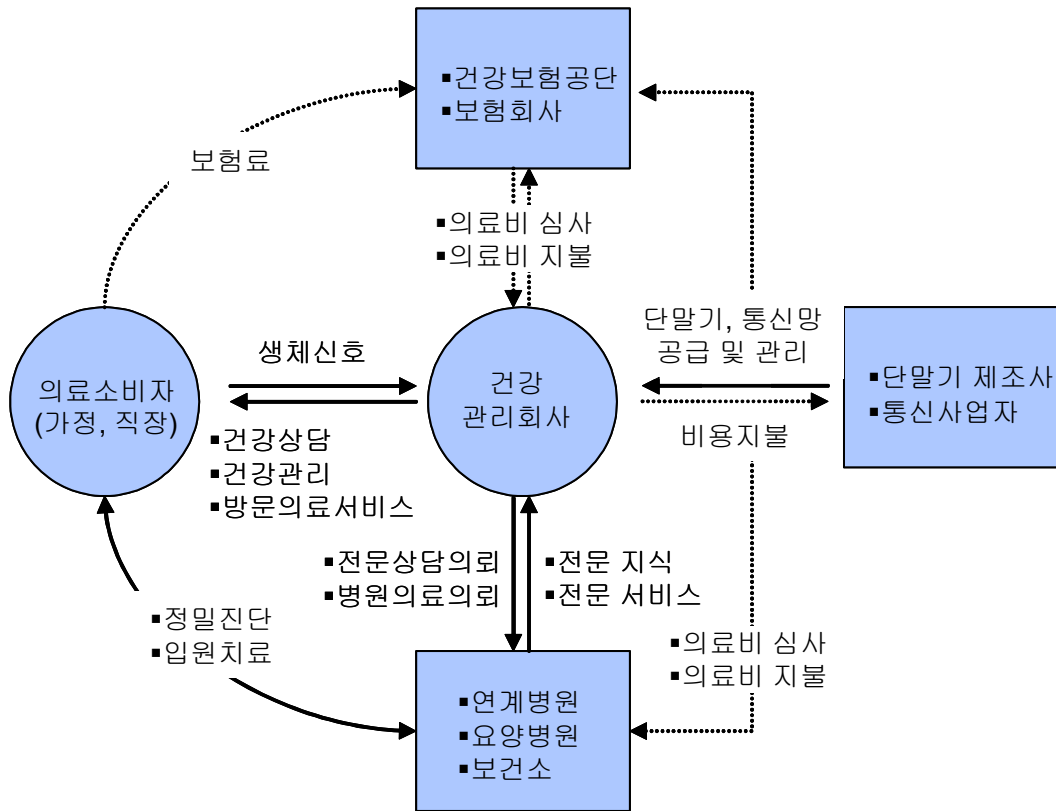 ▪건강보험공단
▪보험회사
보험료
▪의료비 심사
▪의료비 지불
단말기, 통신망
공급 및 관리
생체신호
의료소비자
(가정, 직장)
건강
관리회사
▪단말기 제조사
▪통신사업자
비용지불
▪건강상담
▪건강관리
▪방문의료서비스
▪전문상담의뢰
▪병원의료의뢰
▪전문 지식
▪전문 서비스
▪정밀진단
▪입원치료
▪의료비 심사
▪의료비 지불
▪연계병원
▪요양병원
▪보건소